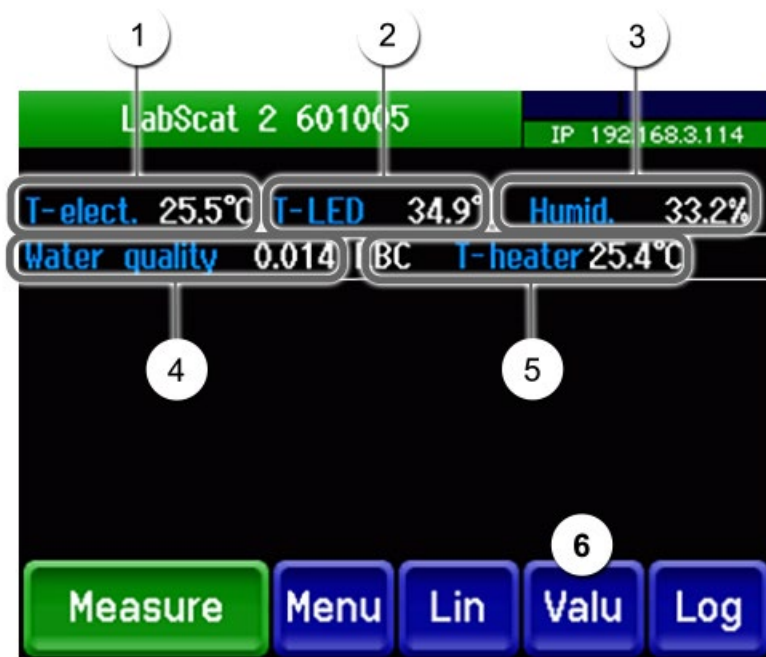 1 2 3
LabScat 2 601005
IP 192.168.3.114
T-elect. 25.5°C T-LED 34.9° Humid. 33.2%
Water quality 0.014 BC T-heater 25.4°C
4 5
6
Measure Menu Lin Valu Log